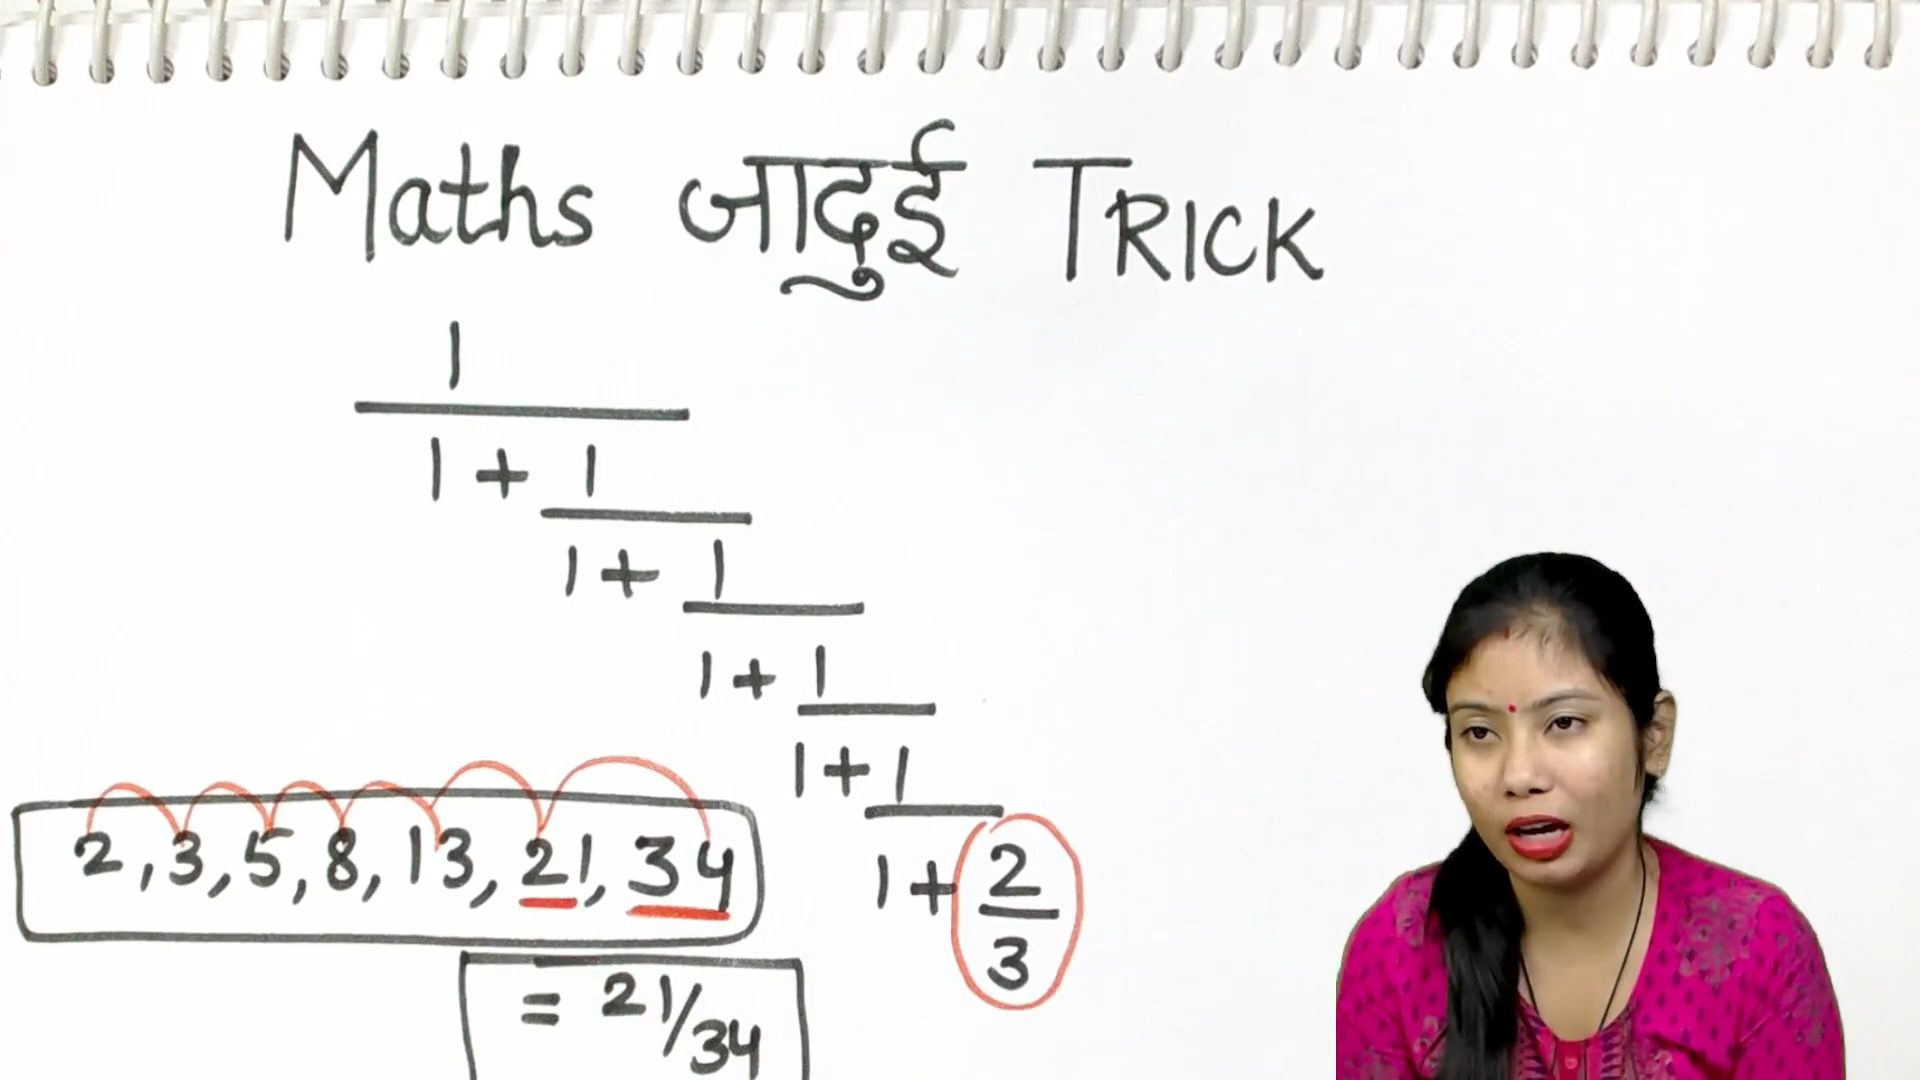 Maths जादुई TRICK
1
1 + 1
1 + 1
1 + 1
1 + 1
1 + 2
3
2, 3, 5, 8, 13, 21, 34
= 21/34